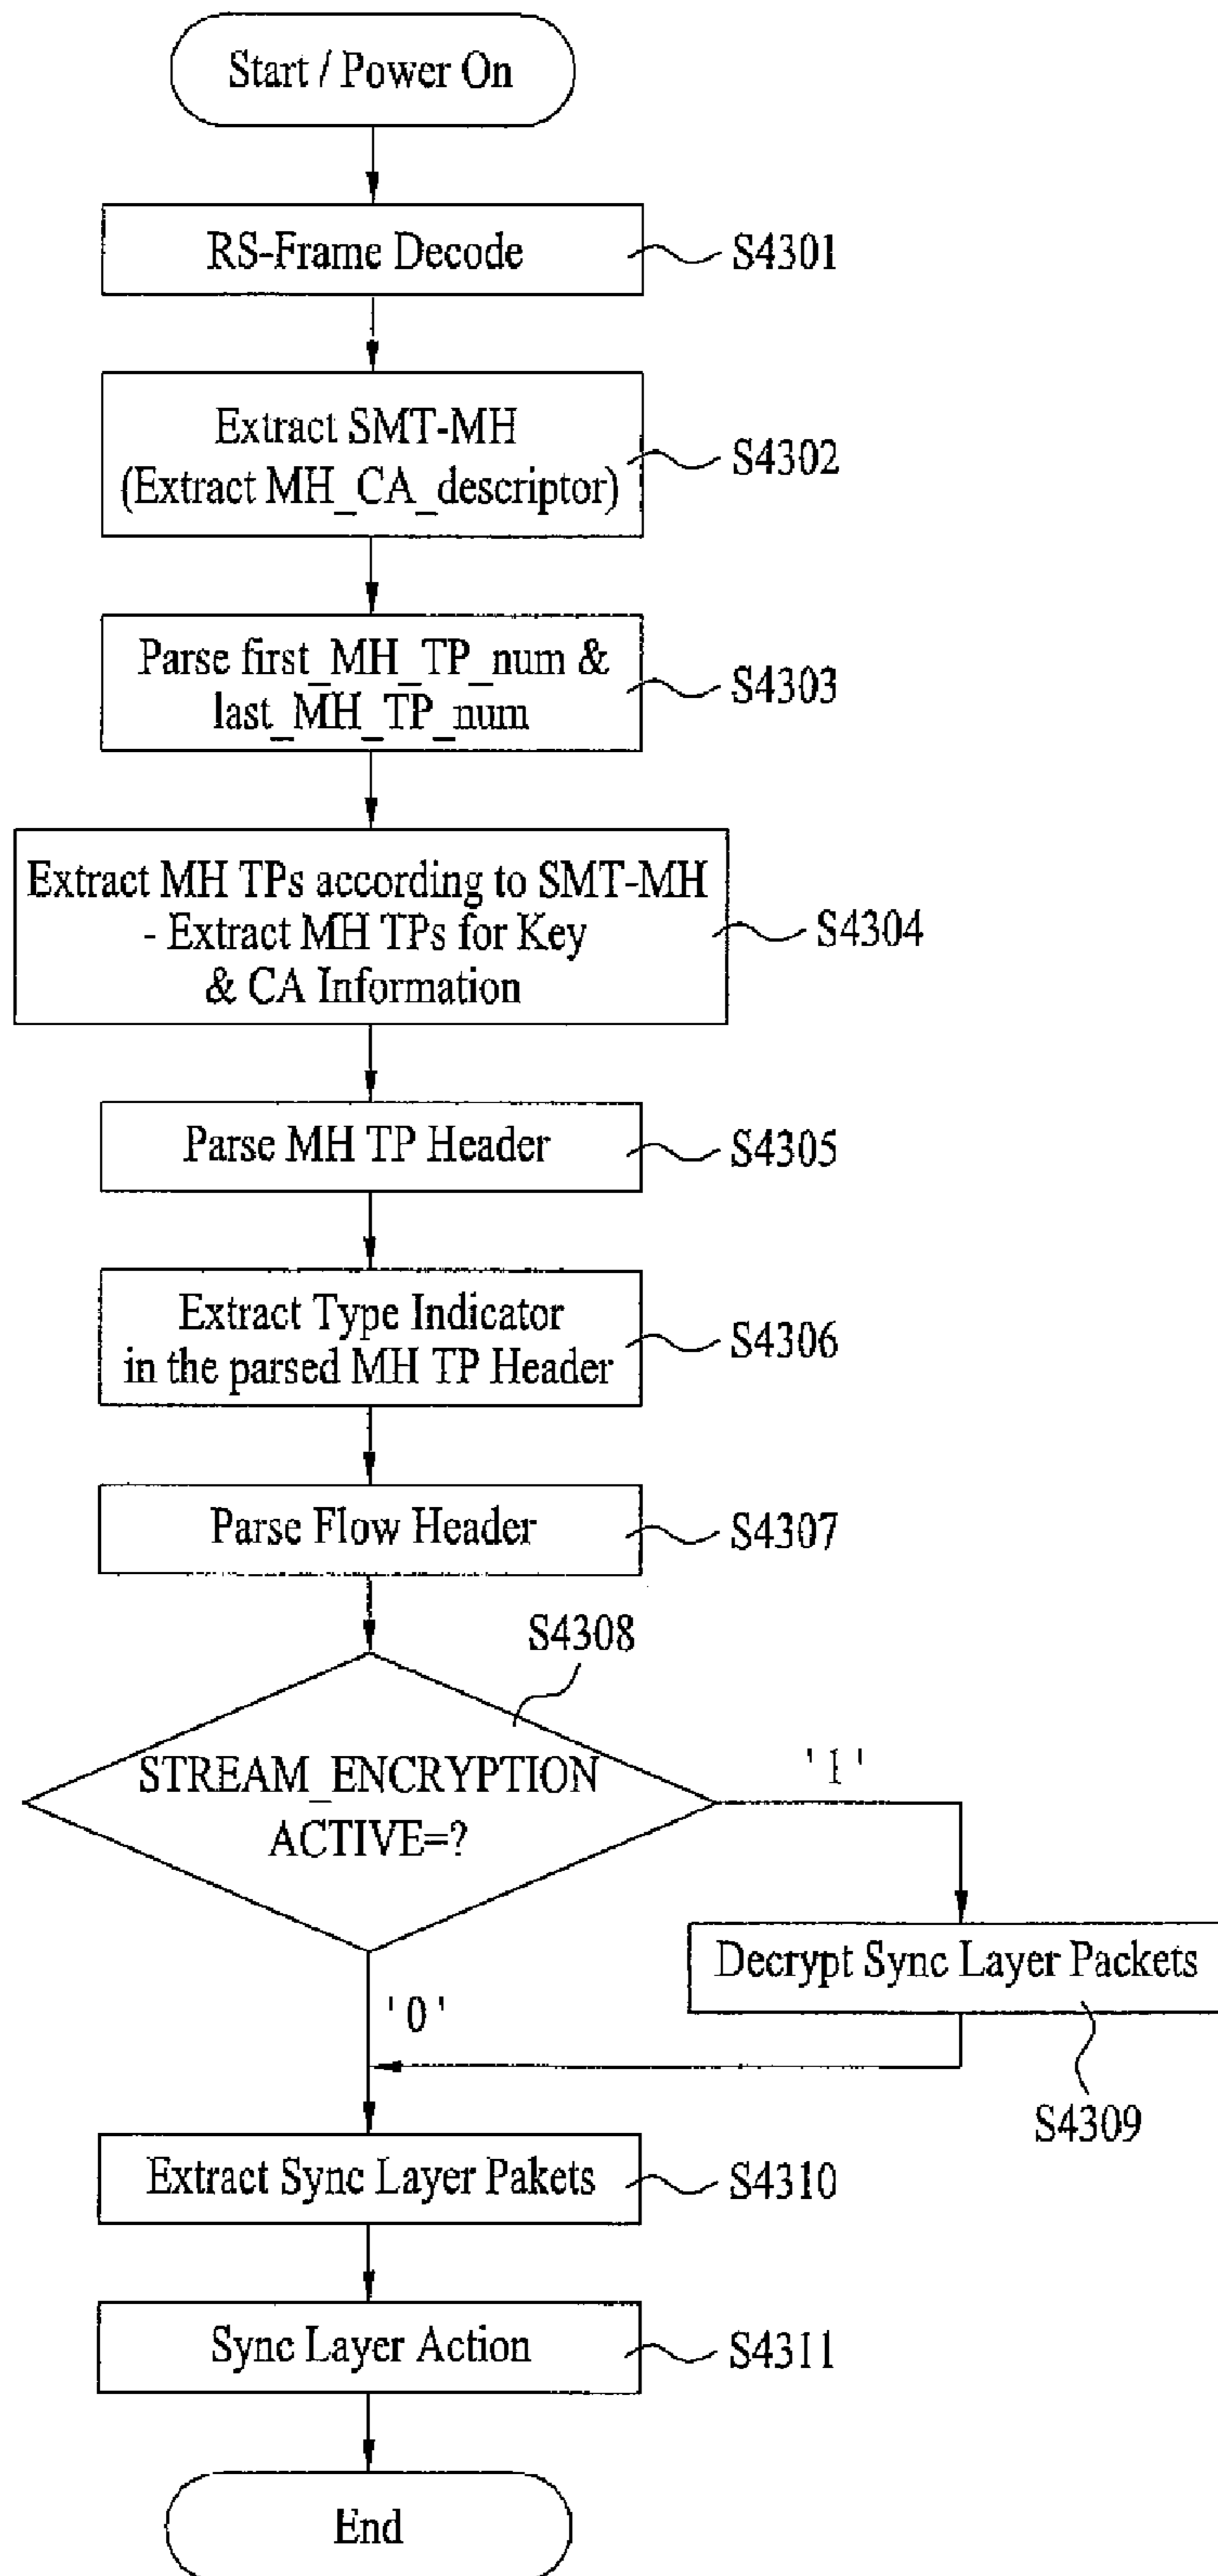 Start / Power On
RS-Frame Decode
S4301
Extract SMT-MH
(Extract MH_CA_descriptor)
S4302
Parse first_MH_TP_num &
last_MH_TP_num
S4303
Extract MH TPs according to SMT-MH
- Extract MH TPs for Key
& CA Information
S4304
Parse MH TP Header
S4305
Extract Type Indicator
in the parsed MH TP Header
S4306
Parse Flow Header
S4307
S4308
STREAM_ENCRYPTION
ACTIVE=?
'1'
Decrypt Sync Layer Packets
'0'
S4309
Extract Sync Layer Pakets
S4310
Sync Layer Action
S4311
End